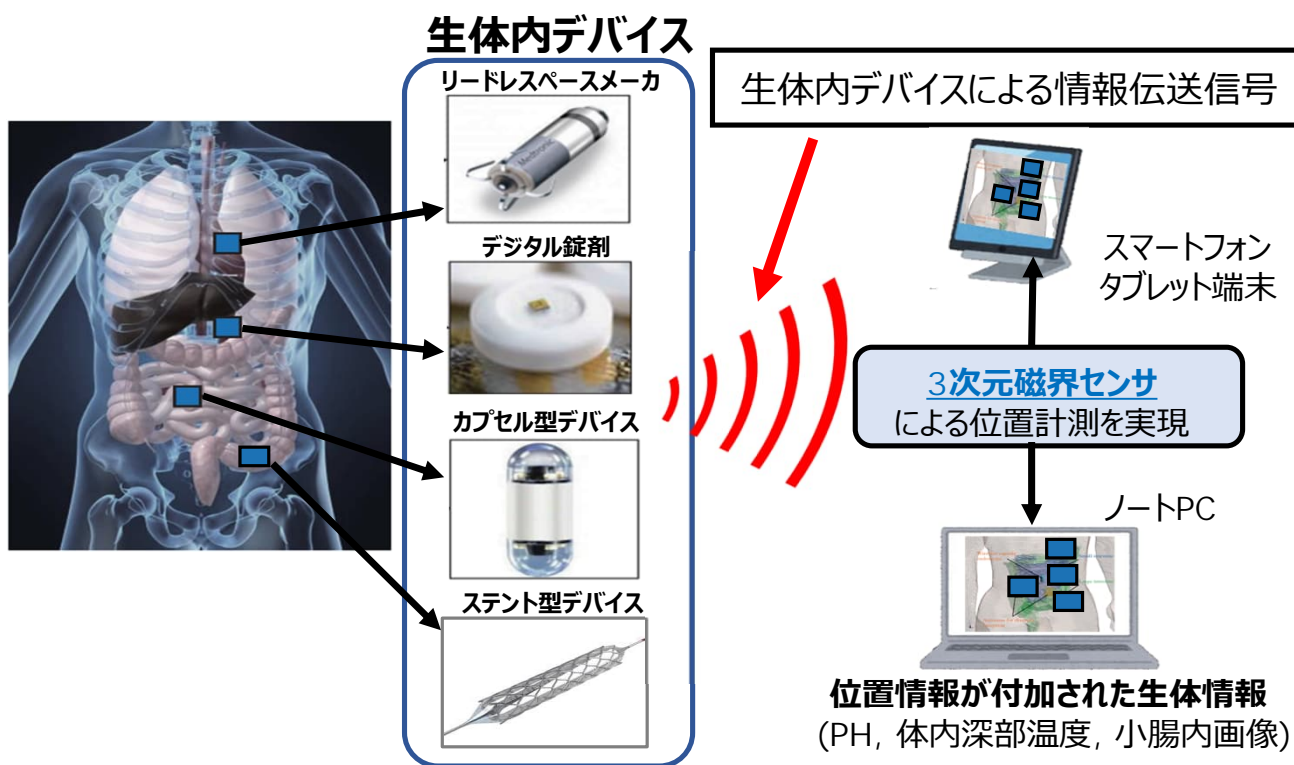 生体内デバイス
リードレスペースメーカ
Medtronic
デジタル錠剤
カプセル型デバイス
ステント型デバイス
生体内デバイスによる情報伝送信号
スマートフォン
タブレット端末
3次元磁界センサ
による位置計測を実現
ノートPC
位置情報が付加された生体情報
(PH, 体内深部温度, 小腸内画像)